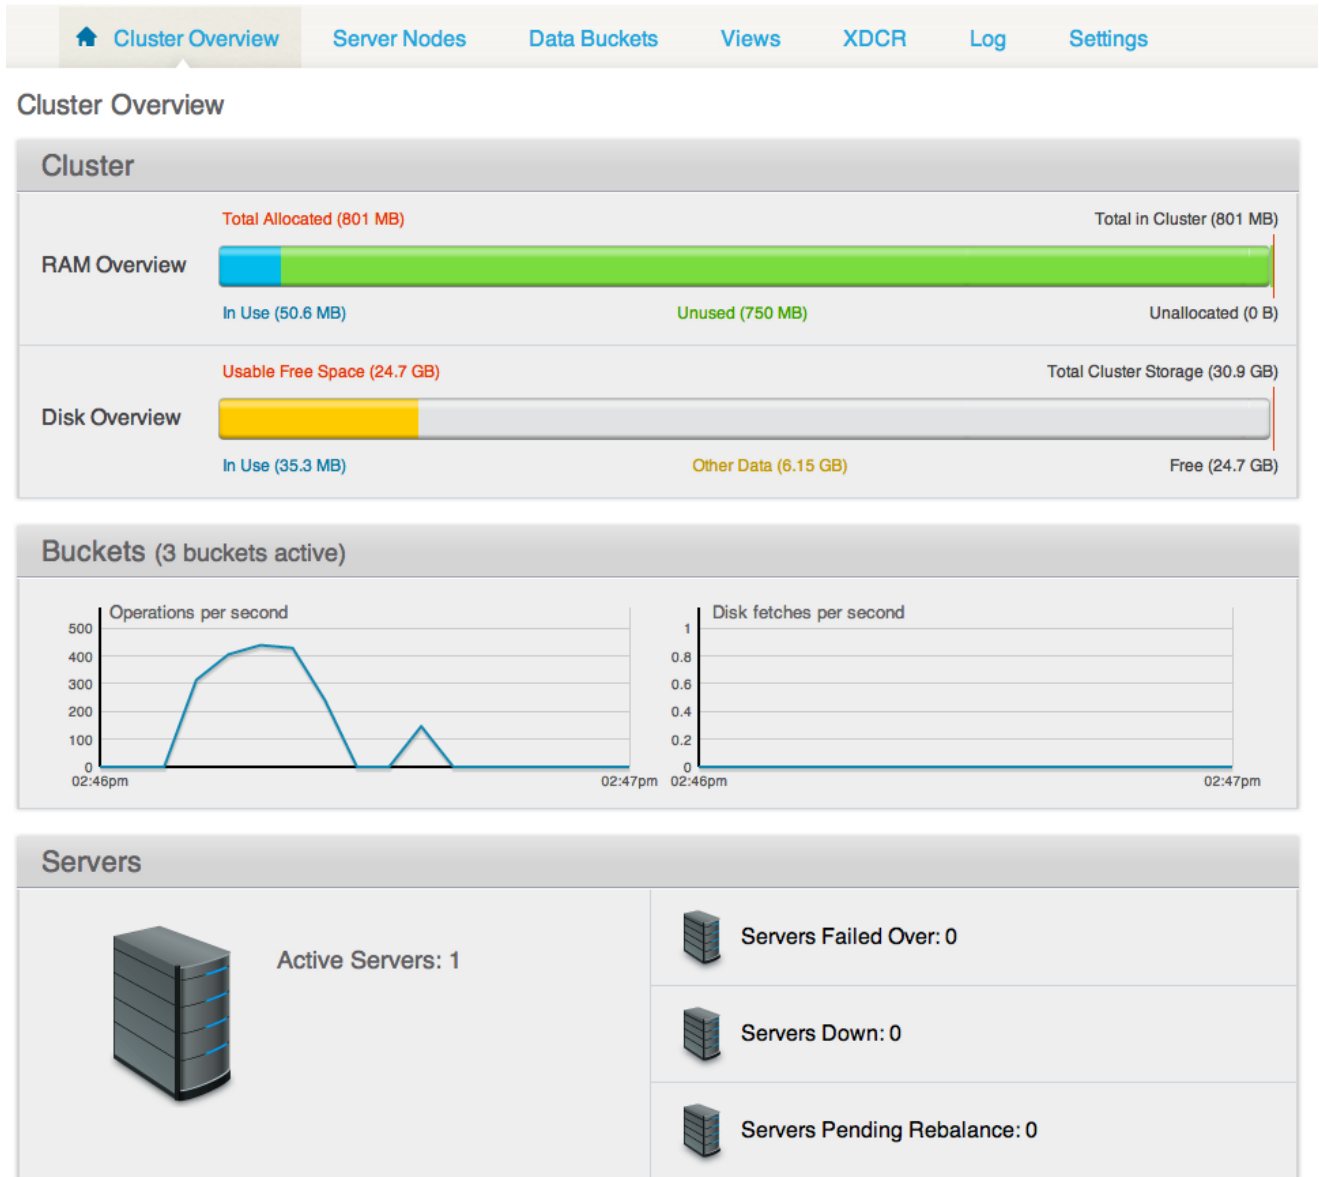 Cluster Overview Server Nodes Data Buckets Views XDCR Log Settings
Cluster Overview
Cluster
Total Allocated (801 MB) Total in Cluster (801 MB)
RAM Overview
In Use (50.6 MB) Unused (750 MB) Unallocated (0 B)
Usable Free Space (24.7 GB) Total Cluster Storage (30.9 GB)
Disk Overview
In Use (35.3 MB) Other Data (6.15 GB) Free (24.7 GB)
Buckets (3 buckets active)
Operations per second
500
400
300
200
100
0
02:46pm 02:47pm
Disk fetches per second
1
0.8
0.6
0.4
0.2
0
02:46pm 02:47pm
Servers
Active Servers: 1
Servers Failed Over: 0
Servers Down: 0
Servers Pending Rebalance: 0